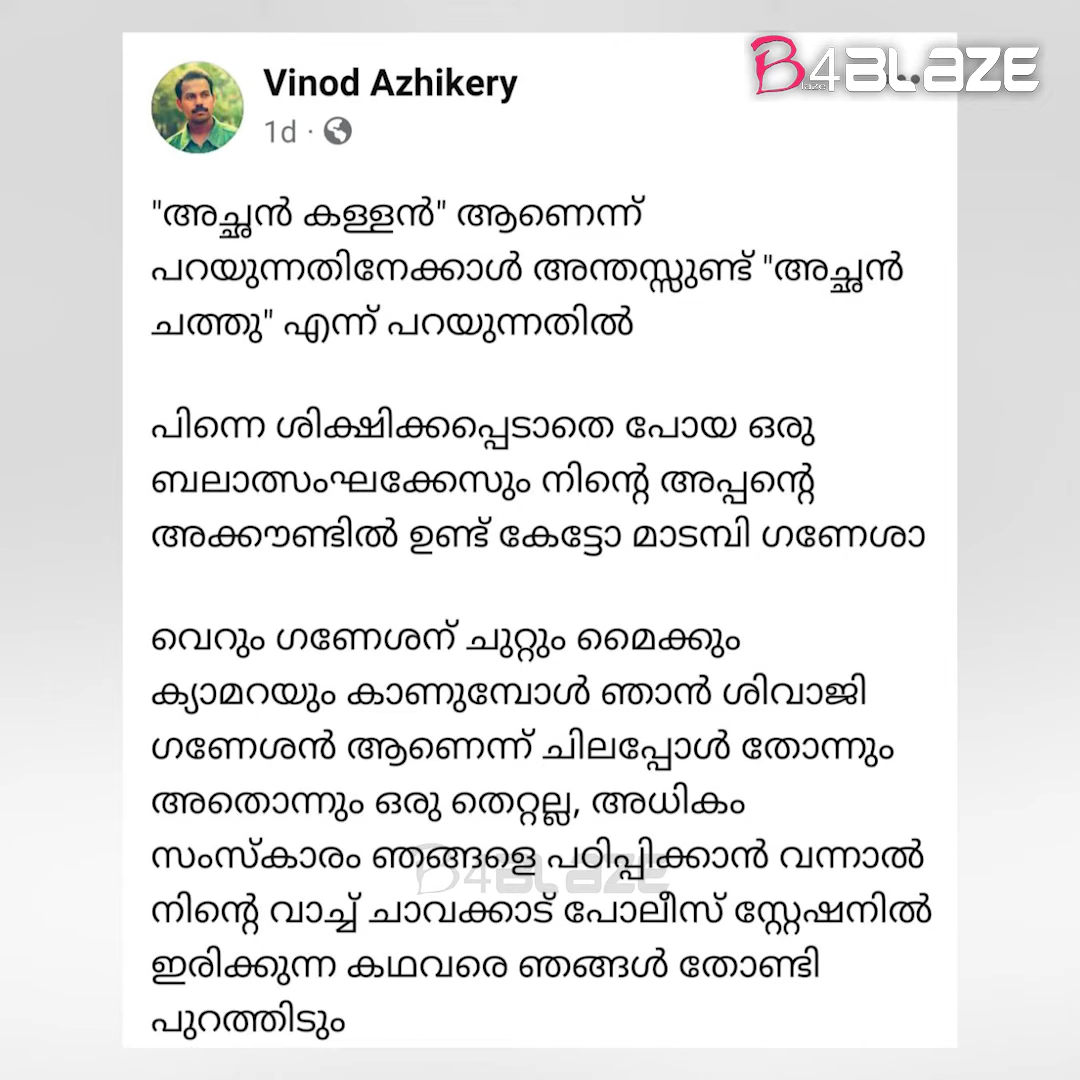 B4BLAZE
Blaze
Vinod Azhikery
1d ·
"അച്ഛൻ കള്ളൻ" ആണെന്ന്
പറയുന്നതിനേക്കാൾ അന്തസ്സുണ്ട് "അച്ഛൻ
ചത്തു" എന്ന് പറയുന്നതിൽ
പിന്നെ ശിക്ഷിക്കപ്പെടാതെ പോയ ഒരു
ബലാത്സംഘക്കേസും നിന്റെ അപ്പന്റെ
അക്കൗണ്ടിൽ ഉണ്ട് കേട്ടോ മാടമ്പി ഗണേശാ
വെറും ഗണേശന് ചുറ്റും മൈക്കും
ക്യാമറയും കാണുമ്പോൾ ഞാൻ ശിവാജി
ഗണേശൻ ആണെന്ന് ചിലപ്പോൾ തോന്നും
അതൊന്നും ഒരു തെറ്റല്ല, അധികം
സംസ്കാരം ഞങ്ങളെ പഠിപ്പിക്കാൻ വന്നാൽ
B4BLAZE
നിന്റെ വാച്ച് ചാവക്കാട് പോലീസ് സ്റ്റേഷനിൽ
ഇരിക്കുന്ന കഥവരെ ഞങ്ങൾ തോണ്ടി
പുറത്തിടും